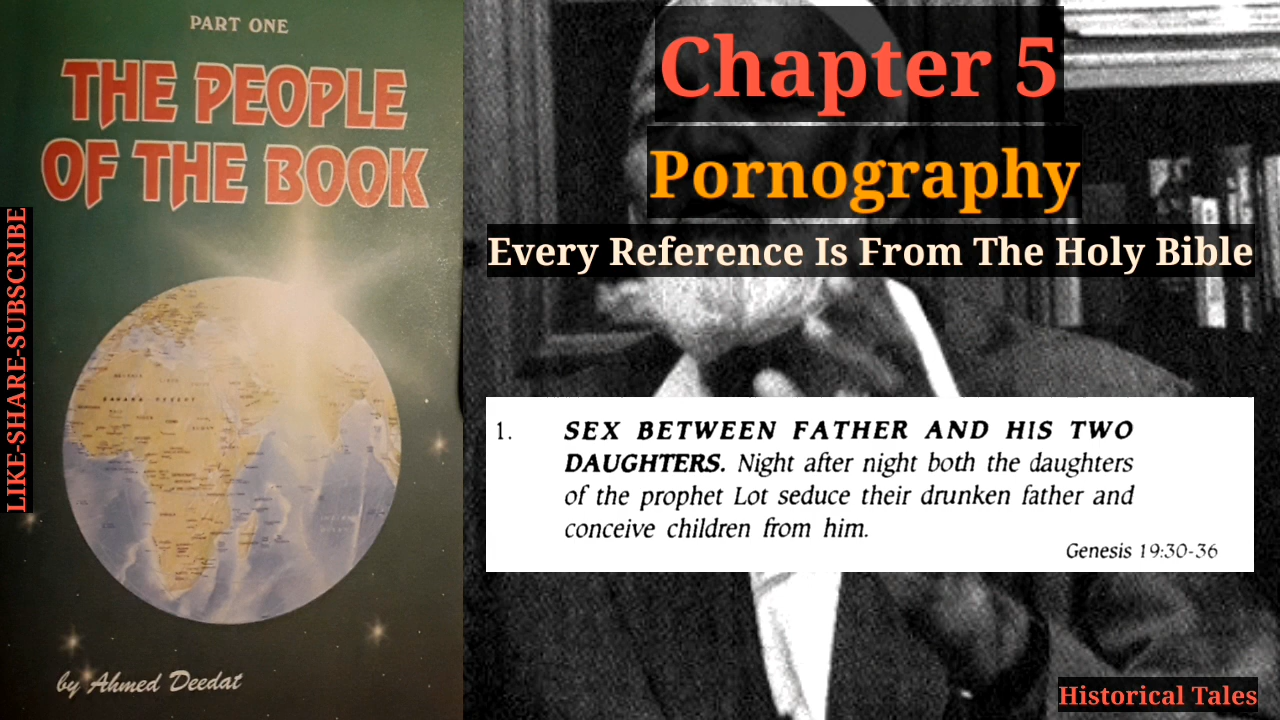 PART ONE
THE PEOPLE
OF THE BOOK
by Ahmed Deedat
LIKE-SHARE-SUBSCRIBE
Chapter 5
Pornography
Every Reference Is From The Holy Bible
1. SEX BETWEEN FATHER AND HIS TWO
DAUGHTERS. Night after night both the daughters
of the prophet Lot seduce their drunken father and
conceive children from him.
Genesis 19:30-36
Historical Tales